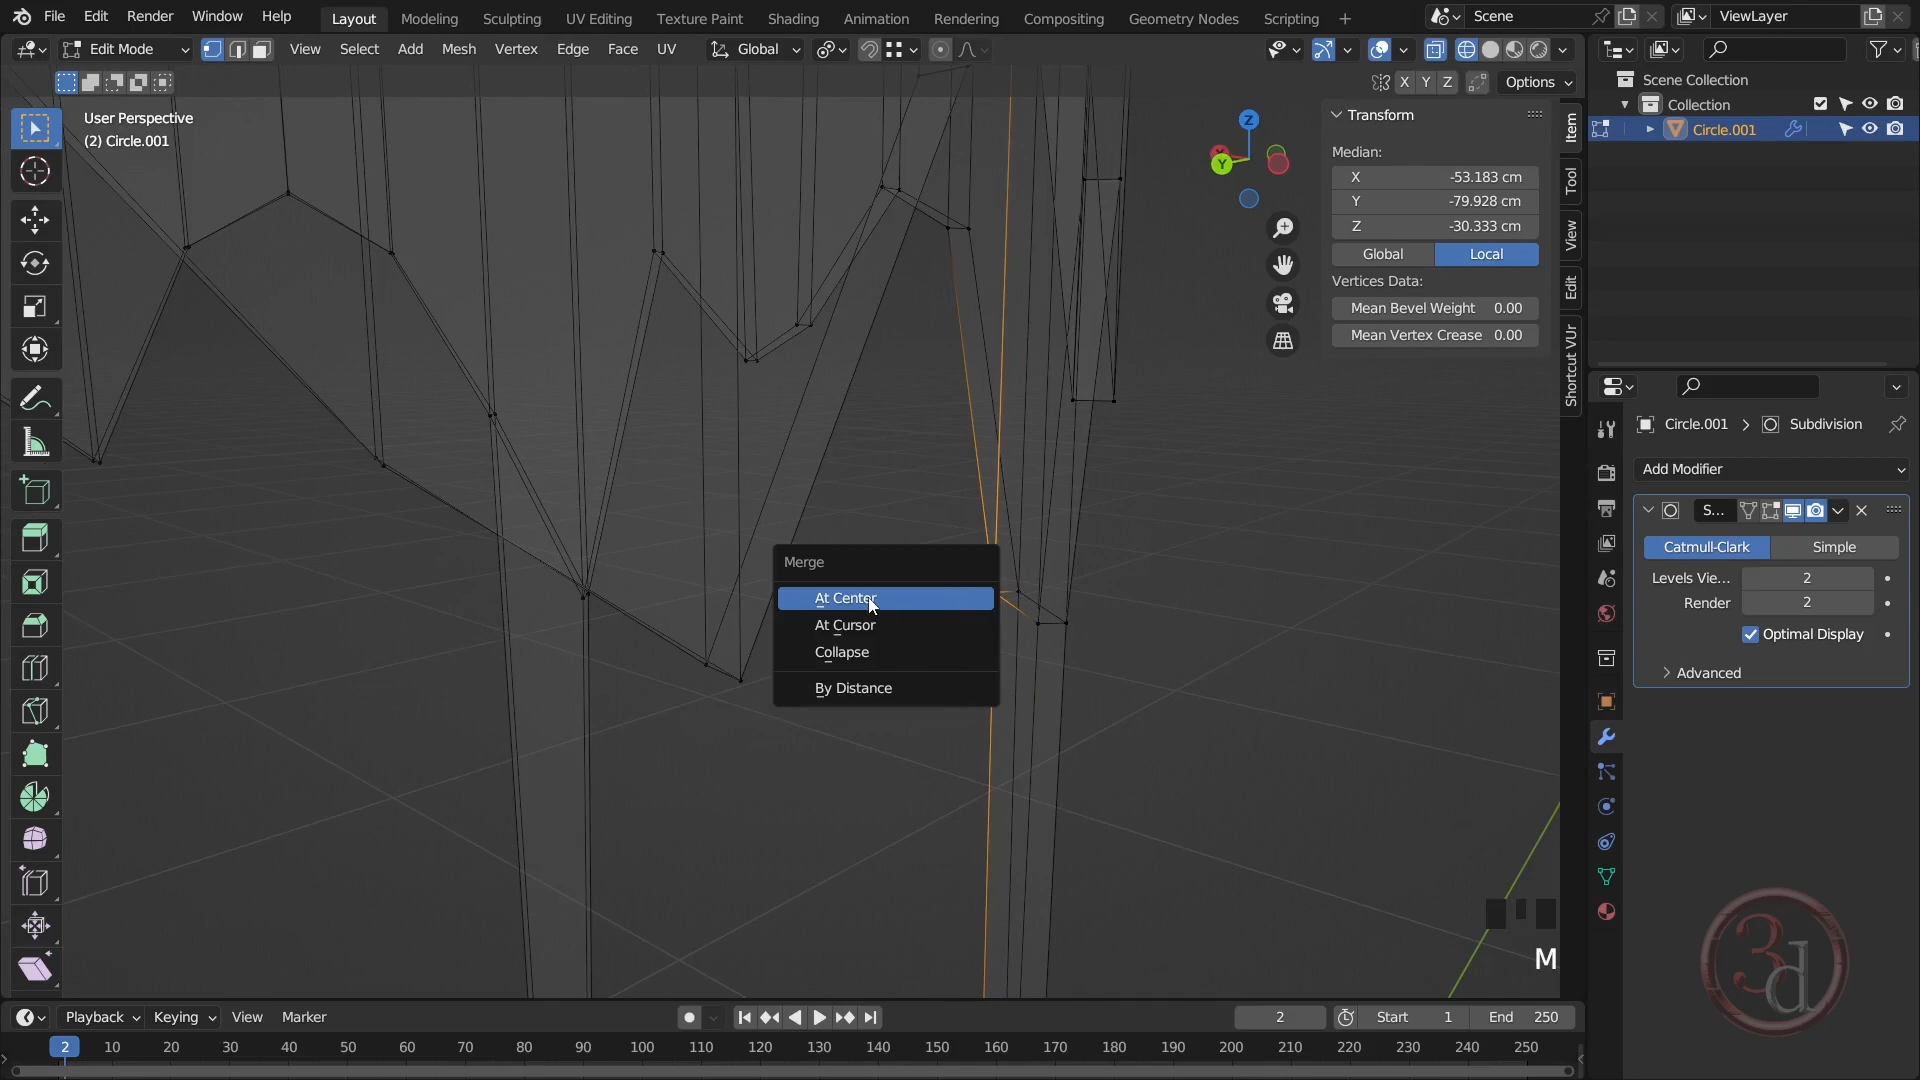 File Edit Render Window Help Layout Modeling Sculpting UV Editing Texture Paint Shading Animation Rendering Compositing Geometry Nodes Scripting + Scene ViewLayer
Edit Mode View Select Add Mesh Vertex Edge Face UV Global
X Y Z Options
User Perspective
(2) Circle.001
Z
Y
Transform
Median:
X -53.183 cm
Y -79.928 cm
Z -30.333 cm
Global Local
Vertices Data:
Mean Bevel Weight 0.00
Mean Vertex Crease 0.00
Item
Tool
View
Edit
Shortcut VUr
Scene Collection
Collection
Circle.001
Circle.001 > Subdivision
Add Modifier
S...
Catmull-Clark Simple
Levels Vie... 2
Render 2
Optimal Display
Advanced
Merge
At Center
At Cursor
Collapse
By Distance
M
3d
Playback Keying View Marker 2 Start 1 End 250
2 10 20 30 40 50 60 70 80 90 100 110 120 130 140 150 160 170 180 190 200 210 220 230 240 250